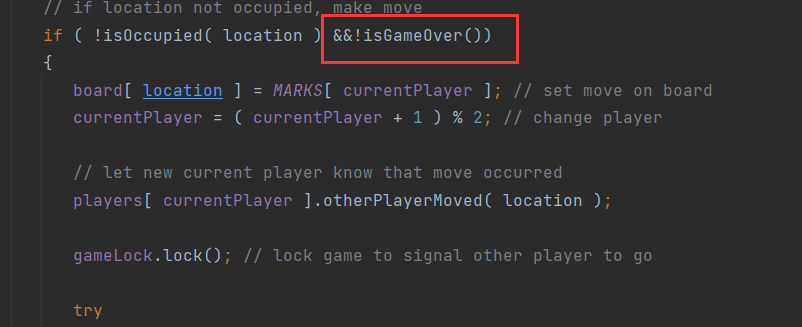 // if location not occupied, make move
if ( !isOccupied( location ) &&!isGameOver())
{
board[ location ] = MARKS[ currentPlayer ]; // set move on board
currentPlayer = ( currentPlayer + 1 ) % 2; // change player
// let new current player know that move occurred
players[ currentPlayer ].otherPlayerMoved( location );
gameLock.lock(); // lock game to signal other player to go
try